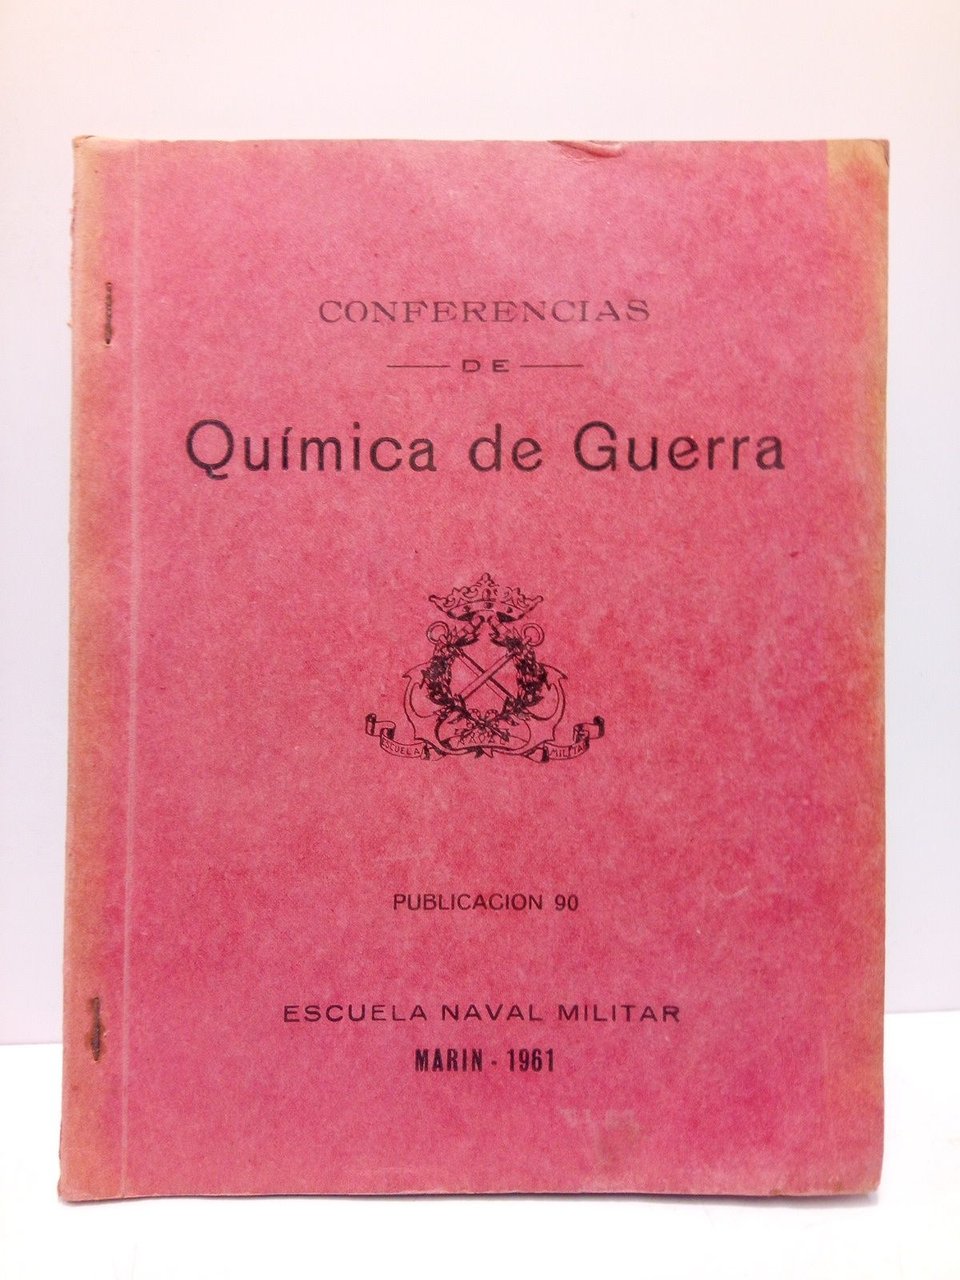 CONFERENCIAS
DE
Química de Guerra
ESCUELA NAVAL MILITAR
PUBLICACION 90
ESCUELA NAVAL MILITAR
MARIN - 1961